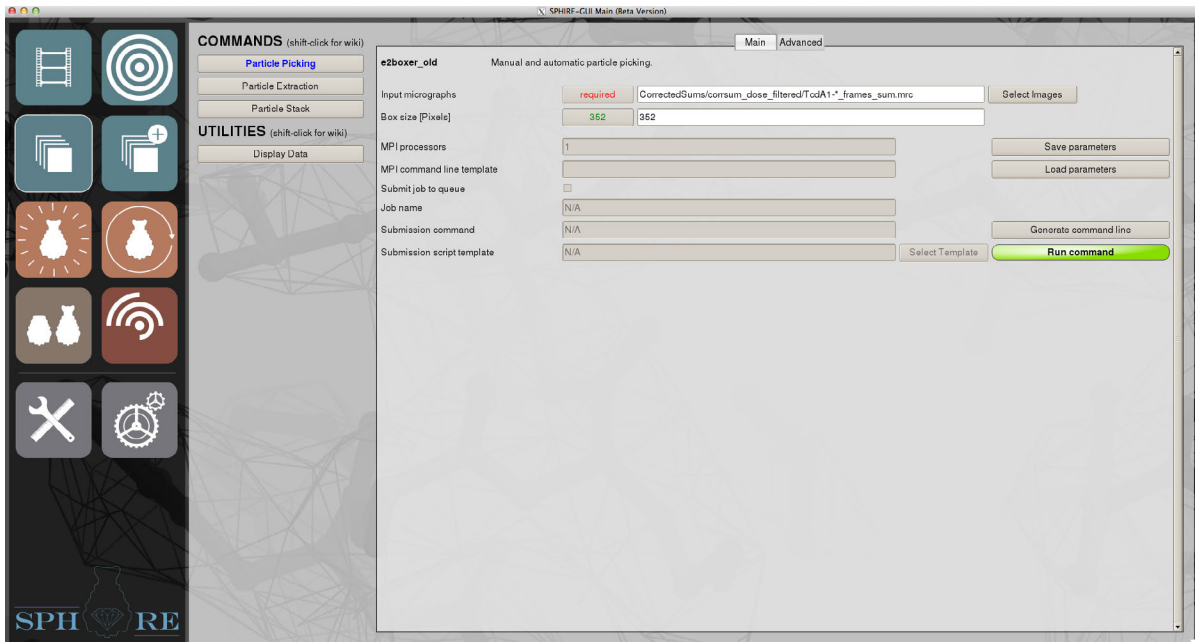 SPHIRE-GUI Main (Beta Version)
COMMANDS (shift-click for wiki)
Particle Picking
Particle Extraction
Particle Stack
UTILITIES (shift-click for wiki)
Display Data
Main Advanced
e2boxer_old Manual and automatic particle picking.
Input micrographs required CorrectedSums/corrsum_dose_filtered/TcdA1-*_frames_sum.mrc Select Images
Box size [Pixels] 352 352
MPI processors 1 Save parameters
MPI command line template Load parameters
Submit job to queue
Job name N/A
Submission command N/A Generate command line
Submission script template N/A Select Template Run command
SPHIRE